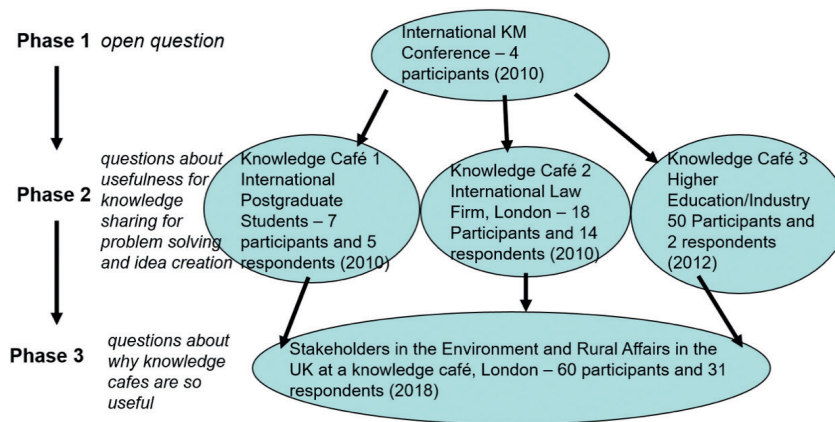 Phase 1 open question
International KM
Conference – 4
participants (2010)
Phase 2
questions about
usefulness for
knowledge
sharing for
problem solving
and idea creation
Knowledge Café 1
International
Postgraduate
Students – 7
participants and 5
respondents (2010)
Knowledge Café 2
International Law
Firm, London – 18
Participants and 14
respondents (2010)
Knowledge Café 3
Higher
Education/Industry
50 Participants and
2 respondents
(2012)
Phase 3
questions about
why knowledge
cafes are so
useful
Stakeholders in the Environment and Rural Affairs in the
UK at a knowledge café, London – 60 participants and 31
respondents (2018)